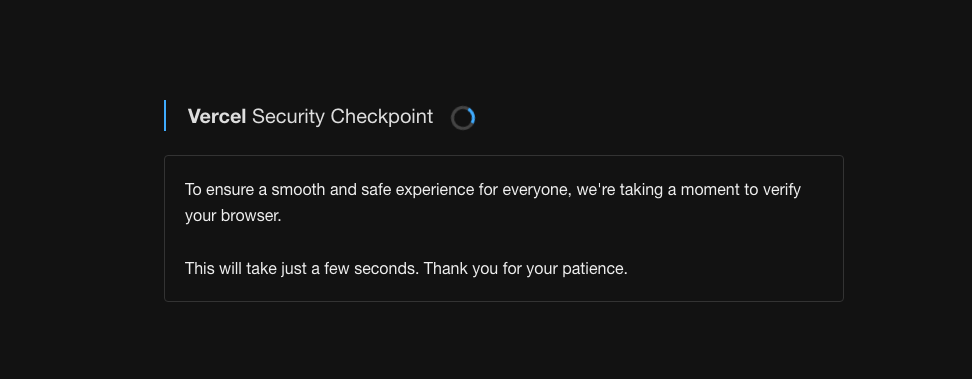 Vercel Security Checkpoint
To ensure a smooth and safe experience for everyone, we're taking a moment to verify
your browser.
This will take just a few seconds. Thank you for your patience.